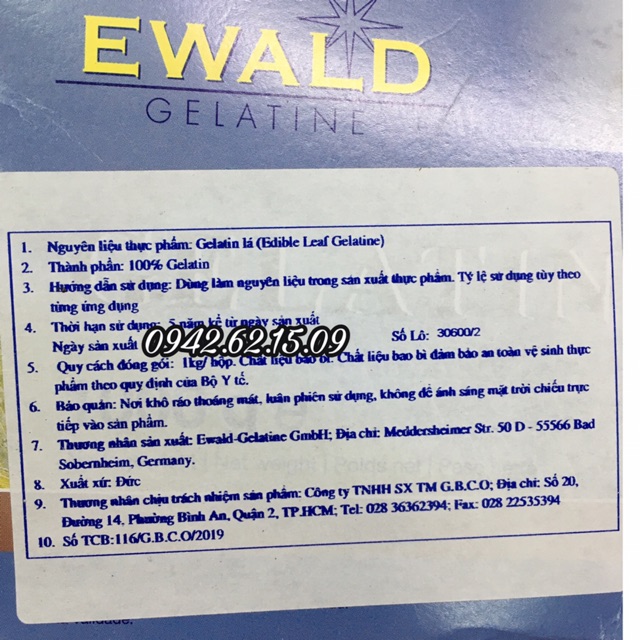 EWALD
GELATINE
1. Nguyên liệu thực phẩm: Gelatin lá (Edible Leaf Gelatine)
2. Thành phần: 100% Gelatin
3. Hướng dẫn sử dụng: Dùng làm nguyên liệu trong sản xuất thực phẩm. Tỷ lệ sử dụng tùy theo
từng ứng dụng
4. Thời hạn sử dụng: 5 năm kể từ ngày sản xuất
Ngày sản xuất 0942.62.15.09 Số Lô: 30600/2
5. Quy cách đóng gói: 1kg/ hộp. Chất liệu bao bì: Chất liệu bao bì đảm bảo an toàn vệ sinh thực
phẩm theo quy định của Bộ Y tế.
6. Bảo quản: Nơi khô ráo thoáng mát, luân phiên sử dụng, không để ánh sáng mặt trời chiếu trực
tiếp vào sản phẩm.
7. Thương nhân sản xuất: Ewald-Gelatine GmbH; Địa chỉ: Meddersheimer Str. 50 D - 55566 Bad
Sobernheim, Germany.
8. Xuất xứ: Đức
9. Thương nhân chịu trách nhiệm sản phẩm: Công ty TNHH SX TM G.B.C.O; Địa chỉ: Số 20,
Đường 14, Phường Bình An, Quận 2, TP.HCM; Tel: 028 36362394; Fax: 028 22535394
10. Số TCB:116/G.B.C.O/2019